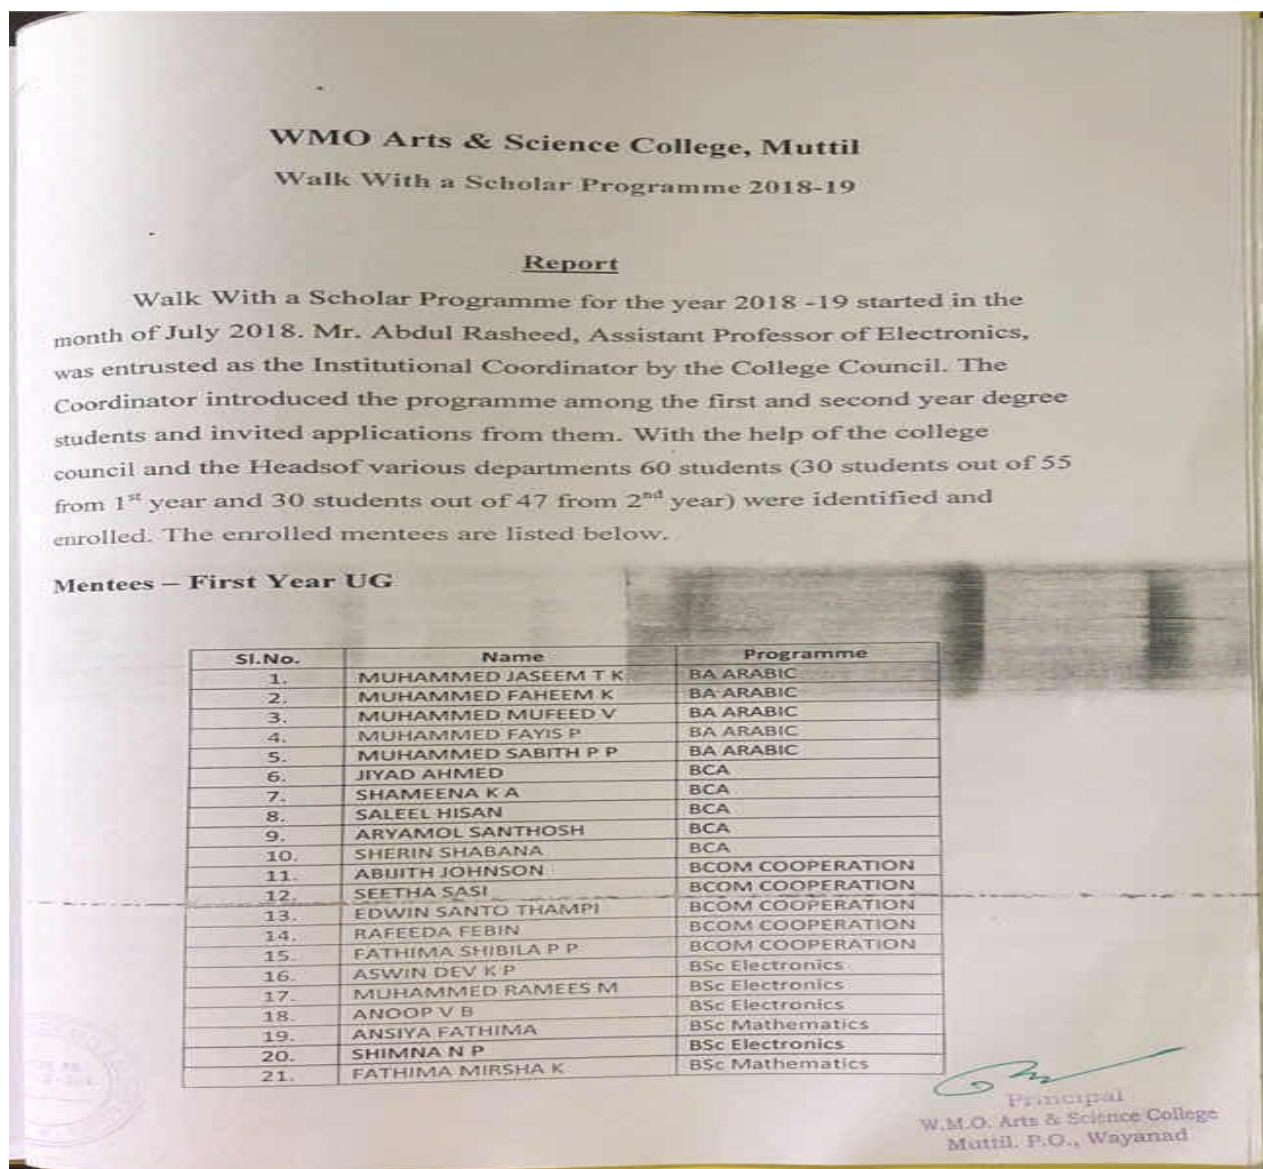 WMO Arts & Science College, Muttil
Walk With a Scholar Programme 2018-19
Report
Walk With a Scholar Programme for the year 2018 -19 started in the
month of July 2018. Mr. Abdul Rasheed, Assistant Professor of Electronics,
was entrusted as the Institutional Coordinator by the College Council. The
Coordinator introduced the programme among the first and second year degree
students and invited applications from them. With the help of the college
council and the Headsof various departments 60 students (30 students out of 55
from 1st year and 30 students out of 47 from 2nd year) were identified and
enrolled. The enrolled mentees are listed below.
Mentees – First Year UG
Sl.No. Name Programme
1. MUHAMMED JASEEM T K BA ARABIC
2. MUHAMMED FAHEEM K BA ARABIC
3. MUHAMMED MUFEED V BA ARABIC
4. MUHAMMED FAYIS P BA ARABIC
5. MUHAMMED SABITH P P BA ARABIC
6. JIYAD AHMED BCA
7. SHAMEENA K A BCA
8. SALEEL HISAN BCA
9. ARYAMOL SANTHOSH BCA
10. SHERIN SHABANA BCA
11. ABIJITH JOHNSON BCOM COOPERATION
12. SEETHA SASI BCOM COOPERATION
13. EDWIN SANTO THAMPI BCOM COOPERATION
14. RAFEEDA FEBIN BCOM COOPERATION
15. FATHIMA SHIBILA P P BCOM COOPERATION
16. ASWIN DEV K P BSc Electronics
17. MUHAMMED RAMEES M BSc Electronics
18. ANOOP V B BSc Electronics
19. ANSIYA FATHIMA BSc Mathematics
20. SHIMNA N P BSc Electronics
21. FATHIMA MIRSHA K BSc Mathematics
Principal
W.M.O. Arts & Science College
Muttil. P.O., Wayanad